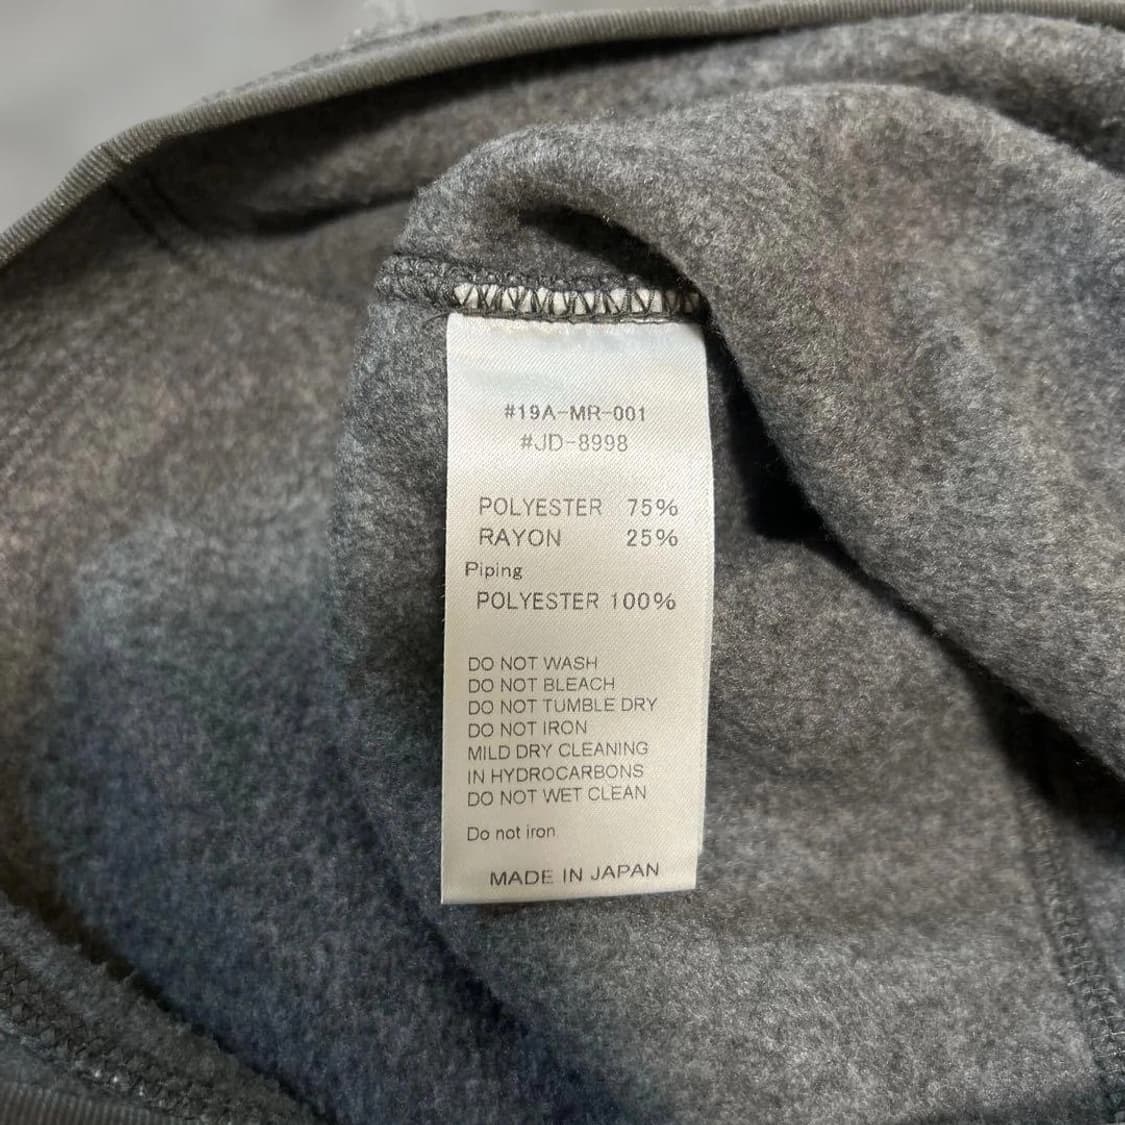 #19A-MR-001
#JD-8998
POLYESTER 75%
RAYON 25%
Piping
POLYESTER 100%
DO NOT WASH
DO NOT BLEACH
DO NOT TUMBLE DRY
DO NOT IRON
MILD DRY CLEANING
IN HYDROCARBONS
DO NOT WET CLEAN
Do not iron
MADE IN JAPAN